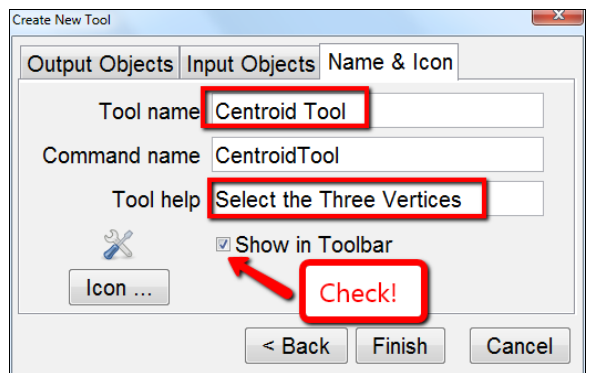 Create New Tool
Output Objects Input Objects Name & Icon
Tool name Centroid Tool
Command name CentroidTool
Tool help Select the Three Vertices
Show in Toolbar
Icon ...
Check!
< Back Finish Cancel